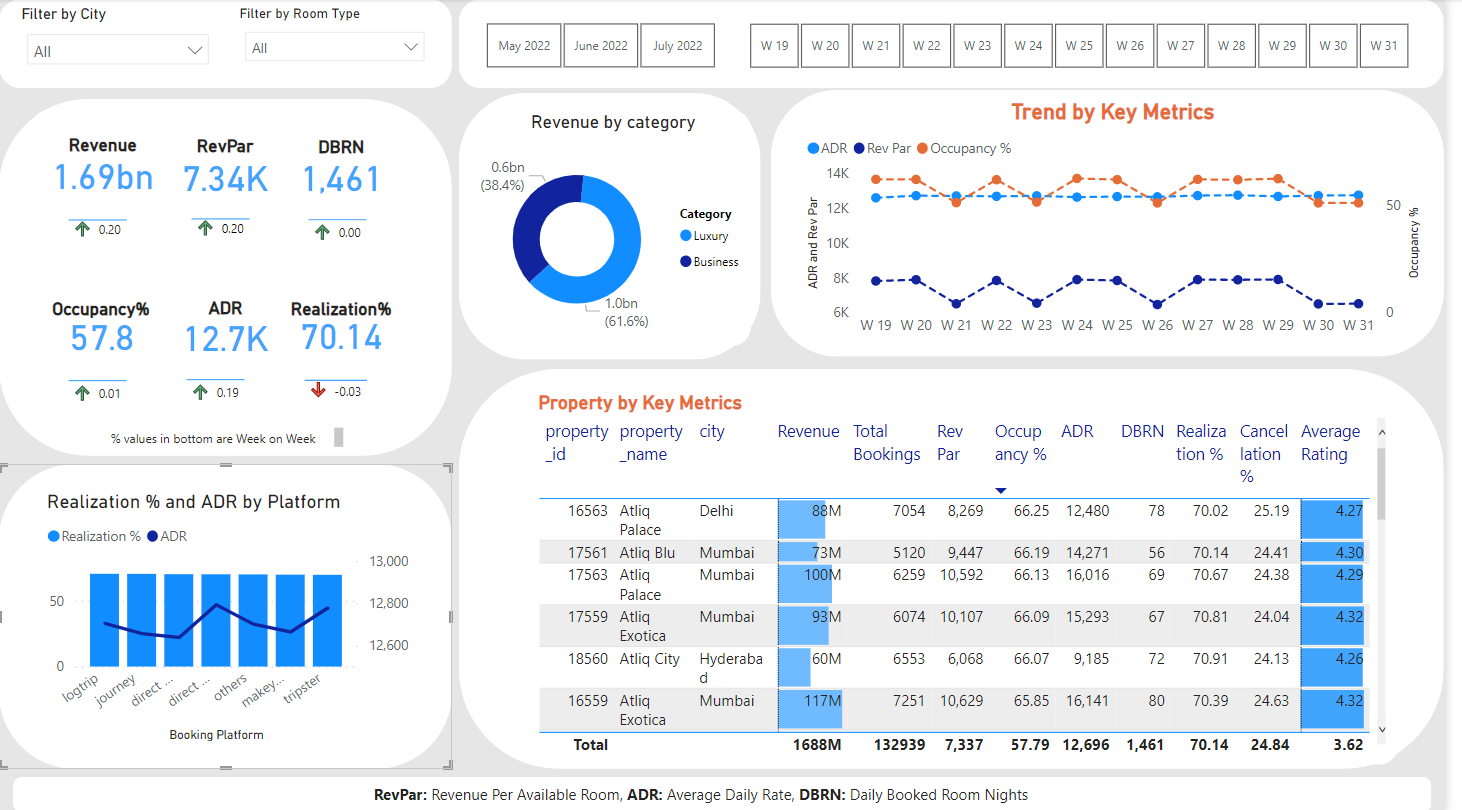 Filter by City
All
Filter by Room Type
All
May 2022
June 2022
July 2022
W 19
W 20
W 21
W 22
W 23
W 24
W 25
W 26
W 27
W 28
W 29
W 30
W 31
Revenue
1.69bn
0.20
RevPar
7.34K
0.20
DBRN
1,461
0.00
Occupancy%
57.8
0.01
ADR
12.7K
0.19
Realization%
70.14
-0.03
% values in bottom are Week on Week
Revenue by category
0.6bn
(38.4%)
1.0bn
(61.6%)
Category
Luxury
Business
Trend by Key Metrics
ADR Rev Par Occupancy %
ADR and Rev Par
14K
12K
10K
8K
6K
50
0
Occupancy %
W 19 W 20 W 21 W 22 W 23 W 24 W 25 W 26 W 27 W 28 W 29 W 30 W 31
Realization % and ADR by Platform
Realization % ADR
50
0
13,000
12,800
12,600
logtrip
journey
direct ...
direct ...
others
makey...
tripster
Booking Platform
Property by Key Metrics
property property city Revenue Total Rev Occup ADR DBRN Realiza Cancel Average
_id _name Bookings Par ancy % tion % lation Rating
%
16563 Atliq Delhi 88M 7054 8,269 66.25 12,480 78 70.02 25.19 4.27
Palace
17561 Atliq Blu Mumbai 73M 5120 9,447 66.19 14,271 56 70.14 24.41 4.30
17563 Atliq Mumbai 100M 6259 10,592 66.13 16,016 69 70.67 24.38 4.29
Palace
17559 Atliq Mumbai 93M 6074 10,107 66.09 15,293 67 70.81 24.04 4.32
Exotica
18560 Atliq City Hyderaba 60M 6553 6,068 66.07 9,185 72 70.91 24.13 4.26
d
16559 Atliq Mumbai 117M 7251 10,629 65.85 16,141 80 70.39 24.63 4.32
Exotica
Total 1688M 132939 7,337 57.79 12,696 1,461 70.14 24.84 3.62
RevPar: Revenue Per Available Room, ADR: Average Daily Rate, DBRN: Daily Booked Room Nights